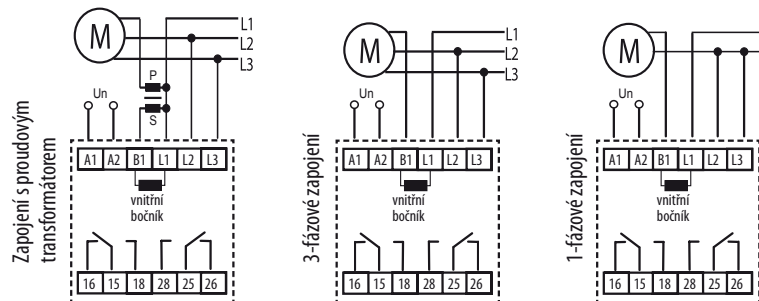 Zapojení s proudovým
transformátorem
M
L1
L2
L3
P
S
Un
A1 A2 B1 L1 L2 L3
vnitřní
bočník
16 15 18 28 25 26
3-fázové zapojení
M
L1
L2
L3
Un
A1 A2 B1 L1 L2 L3
vnitřní
bočník
16 15 18 28 25 26
1-fázové zapojení
M
Un
A1 A2 B1 L1 L2 L3
vnitřní
bočník
16 15 18 28 25 26